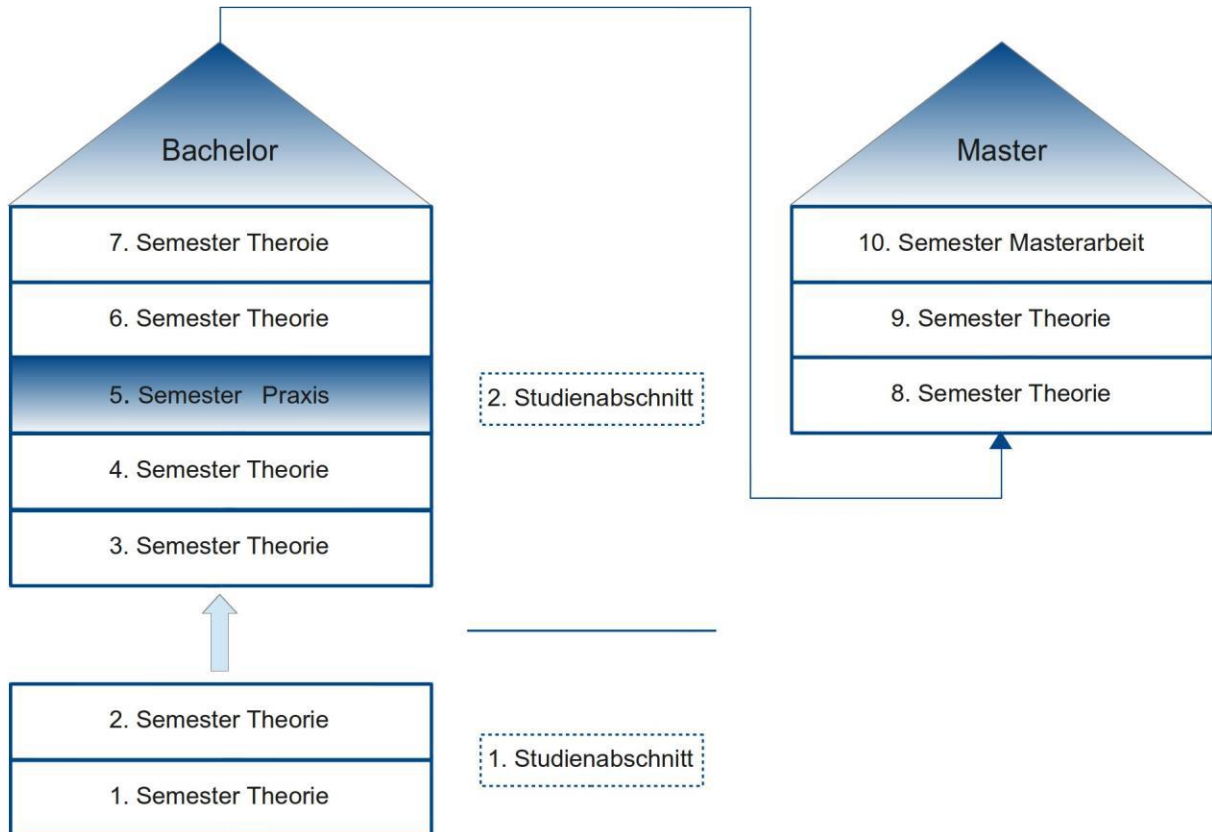 Bachelor
7. Semester Theroie
6. Semester Theorie
5. Semester Praxis
4. Semester Theorie
3. Semester Theorie
2. Studienabschnitt
2. Semester Theorie
1. Semester Theorie
1. Studienabschnitt
Master
10. Semester Masterarbeit
9. Semester Theorie
8. Semester Theorie